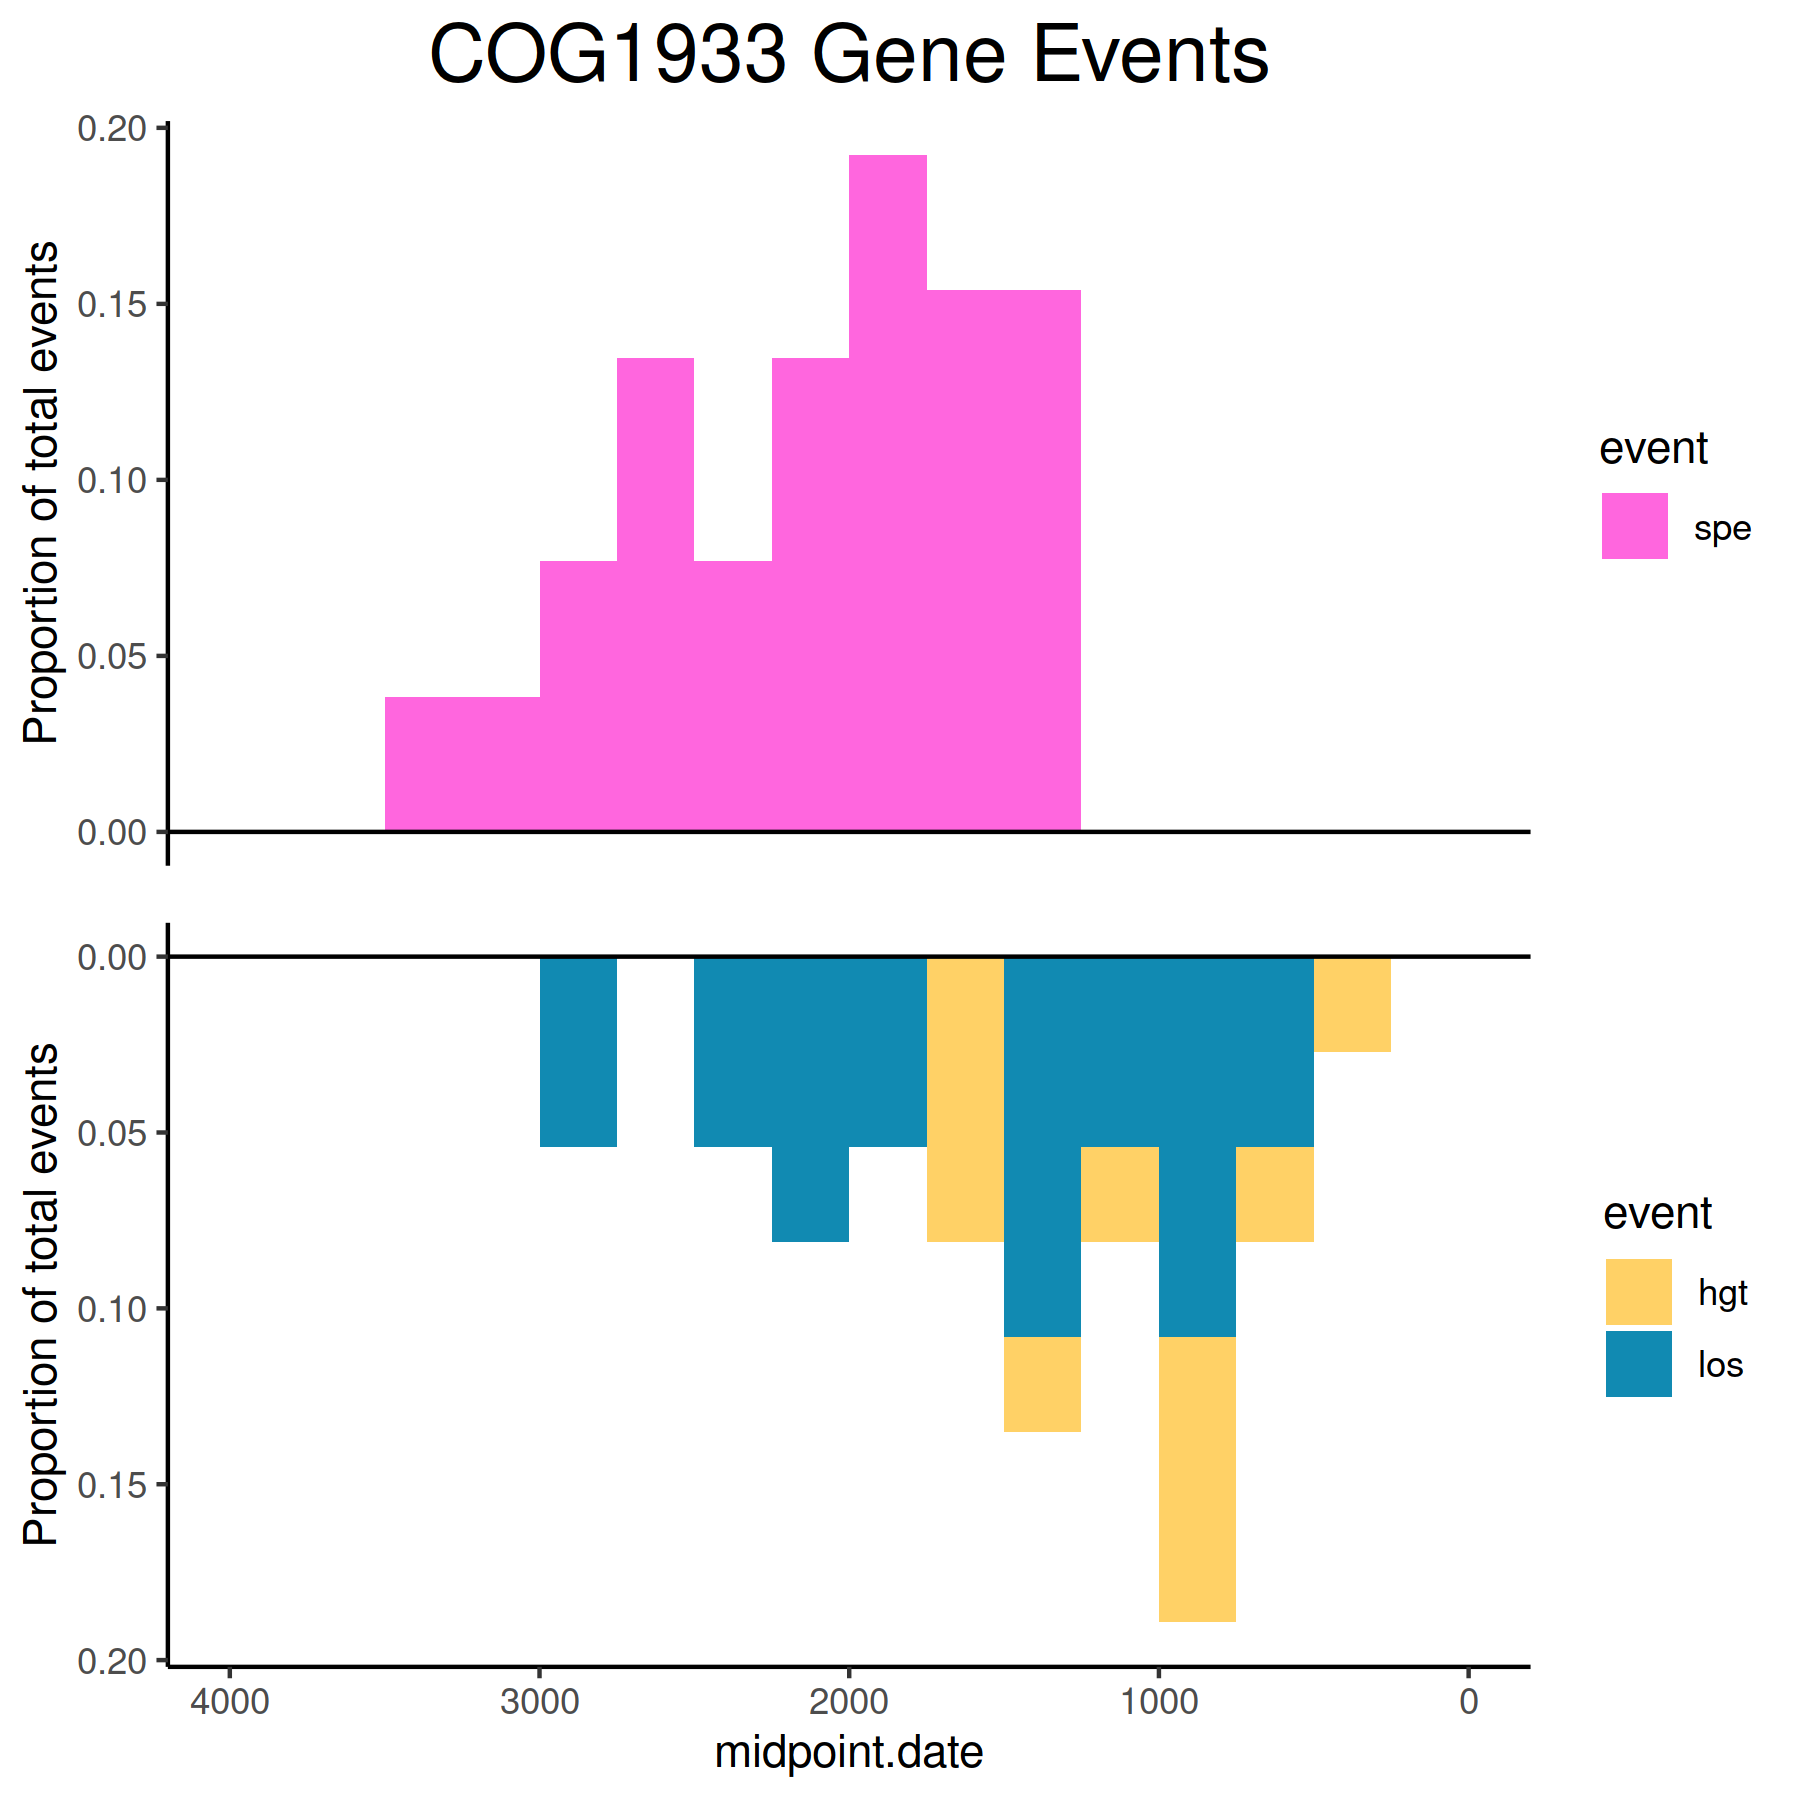 COG1933 Gene Events
Proportion of total events
0.20
0.15
0.10
0.05
0.00
event
spe
Proportion of total events
0.00
0.05
0.10
0.15
0.20
event
hgt
los
4000 3000 2000 1000 0
midpoint.date